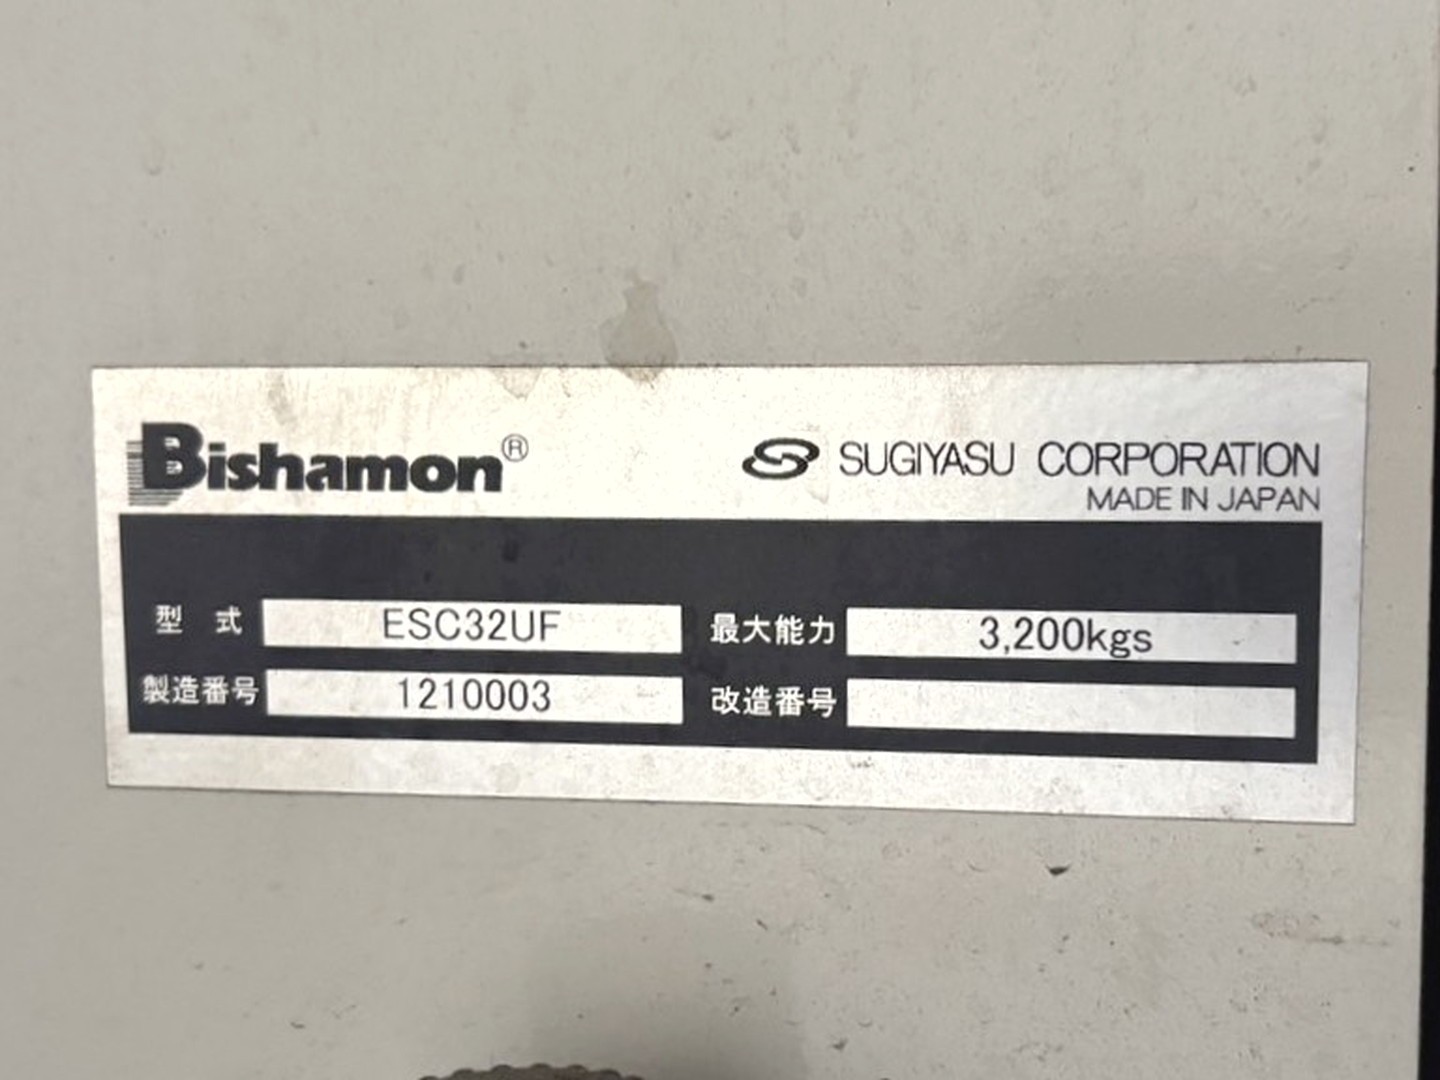 Bishamon®
SUGIYASU CORPORATION
MADE IN JAPAN
型 式 ESC32UF 最大能力 3,200kgs
製造番号 1210003 改造番号